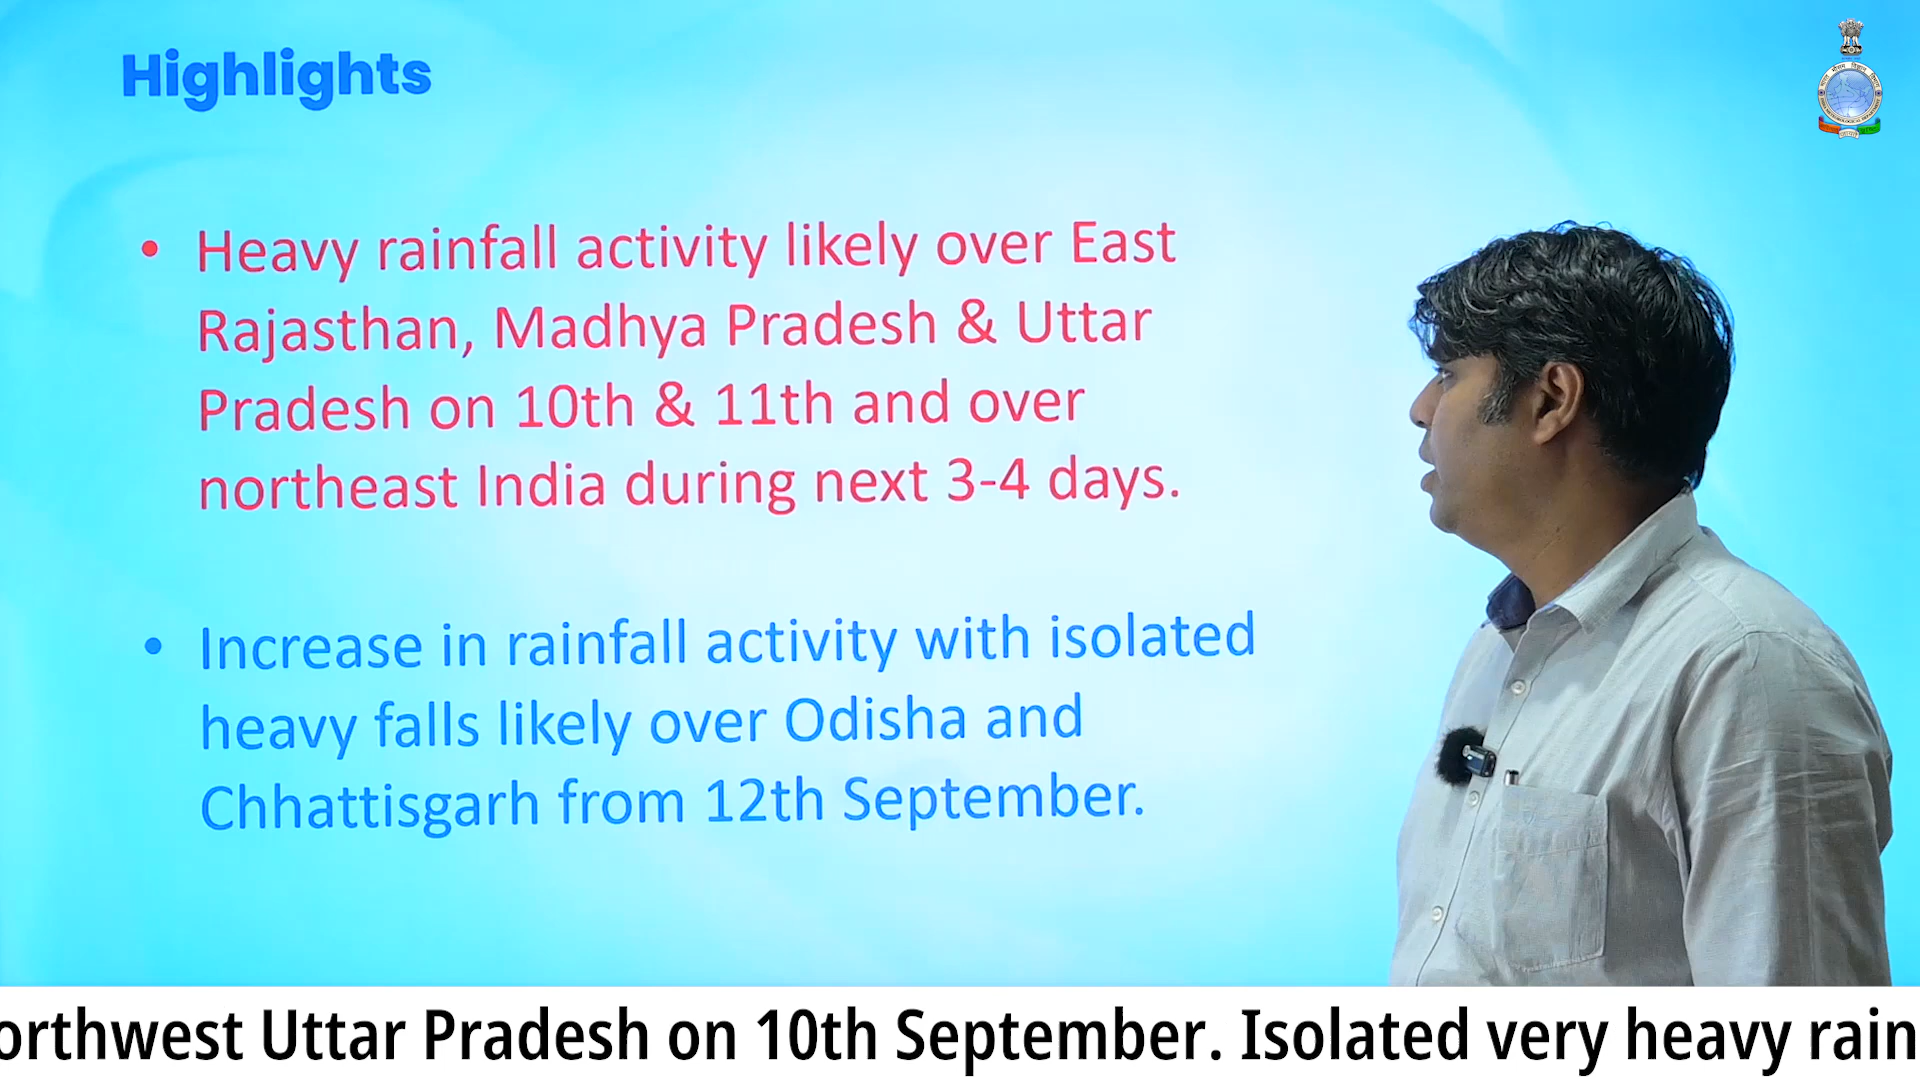 Highlights
• Heavy rainfall activity likely over East
Rajasthan, Madhya Pradesh & Uttar
Pradesh on 10th & 11th and over
northeast India during next 3-4 days.
• Increase in rainfall activity with isolated
heavy falls likely over Odisha and
Chhattisgarh from 12th September.
orthwest Uttar Pradesh on 10th September. Isolated very heavy rain